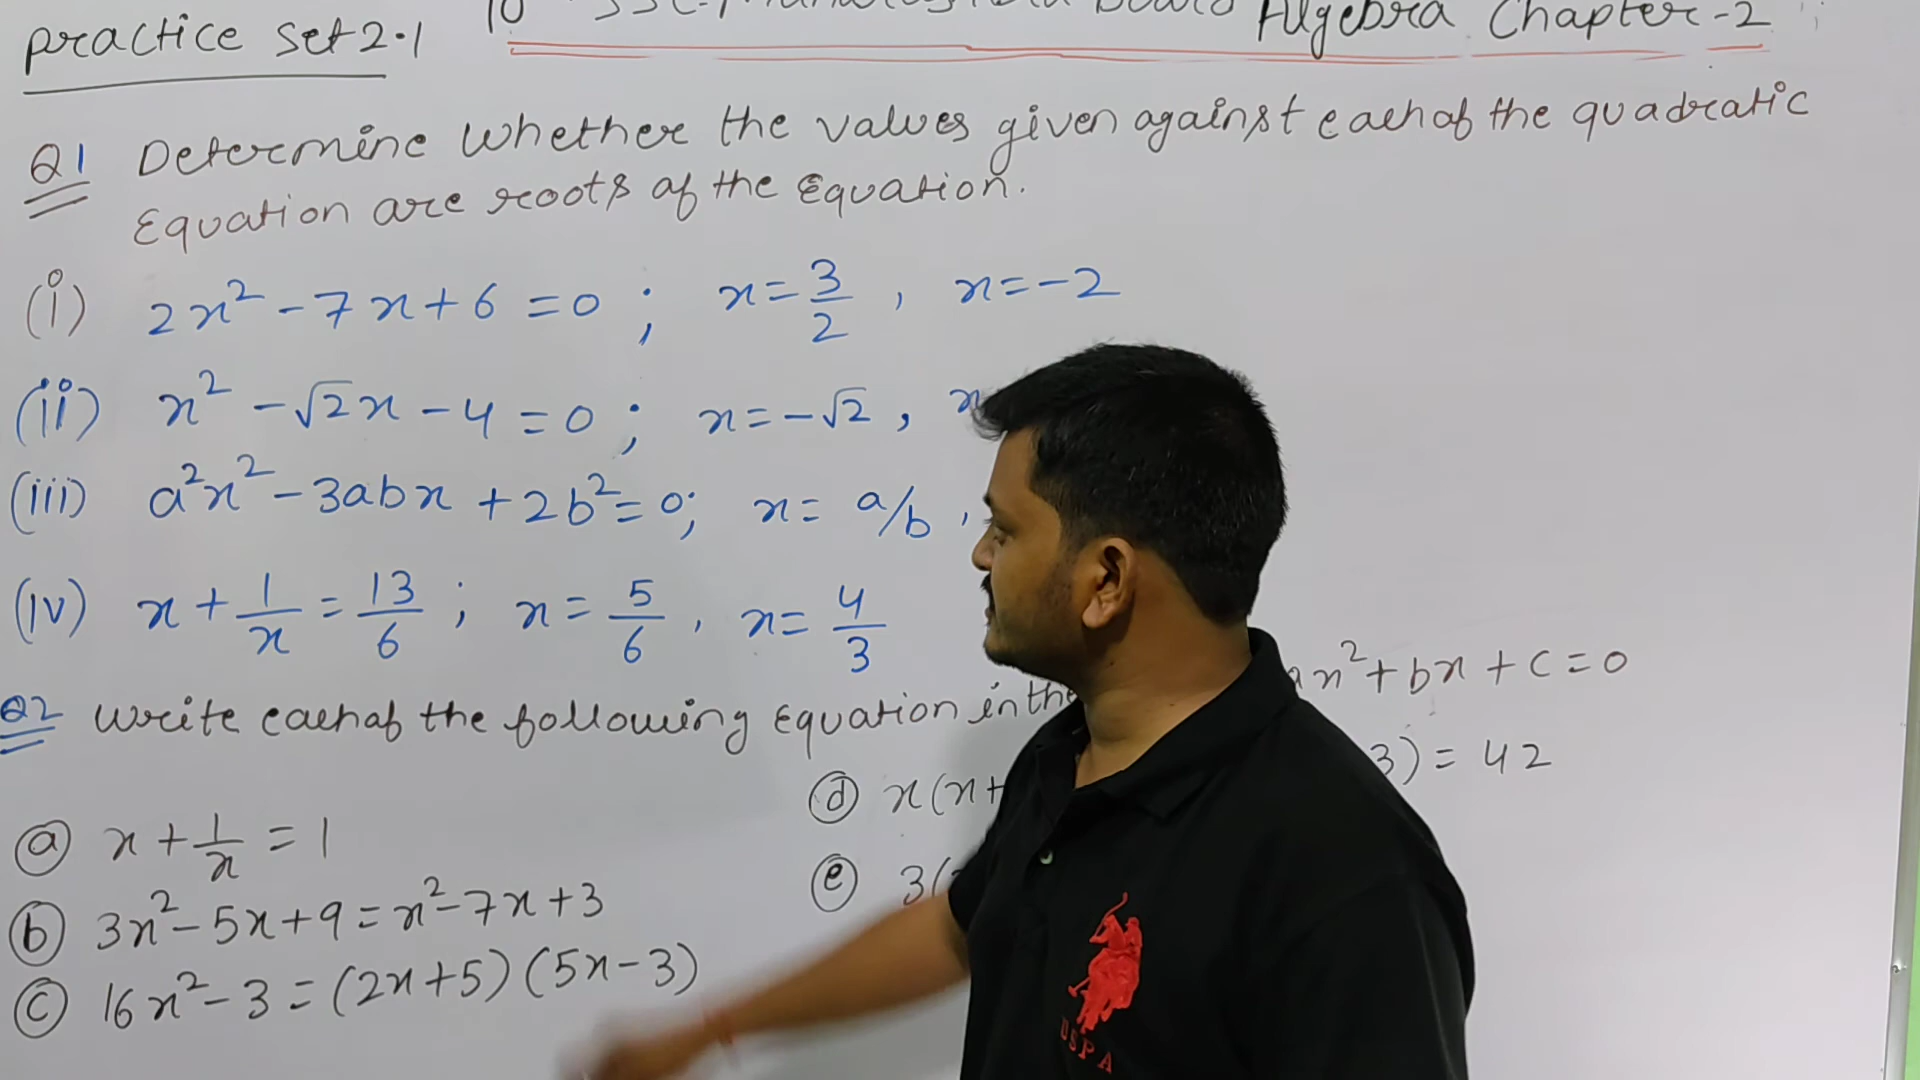 practice set 2.1
10 SSC-Maharashtra Board Algebra Chapter-2
Q1 Determine whether the values given against each of the quadratic
Equation are roots of the Equation.
(i) 2x² - 7x + 6 = 0 ; x = 3/2 , x = -2
(ii) x² - √2x - 4 = 0 ; x = -√2 , x
(iii) a²x² - 3abx + 2b² = 0; x = a/b ,
(iv) x + 1/x = 13/6 ; x = 5/6 , x = 4/3
Q2 write each of the following Equation in the ax² + bx + c = 0
(a) x + 1/x = 1
(b) 3x² - 5x + 9 = x² - 7x + 3
(c) 16x² - 3 = (2x+5) (5x-3)
(d) x(x+ 3) = 42
(e) 3(
USPA